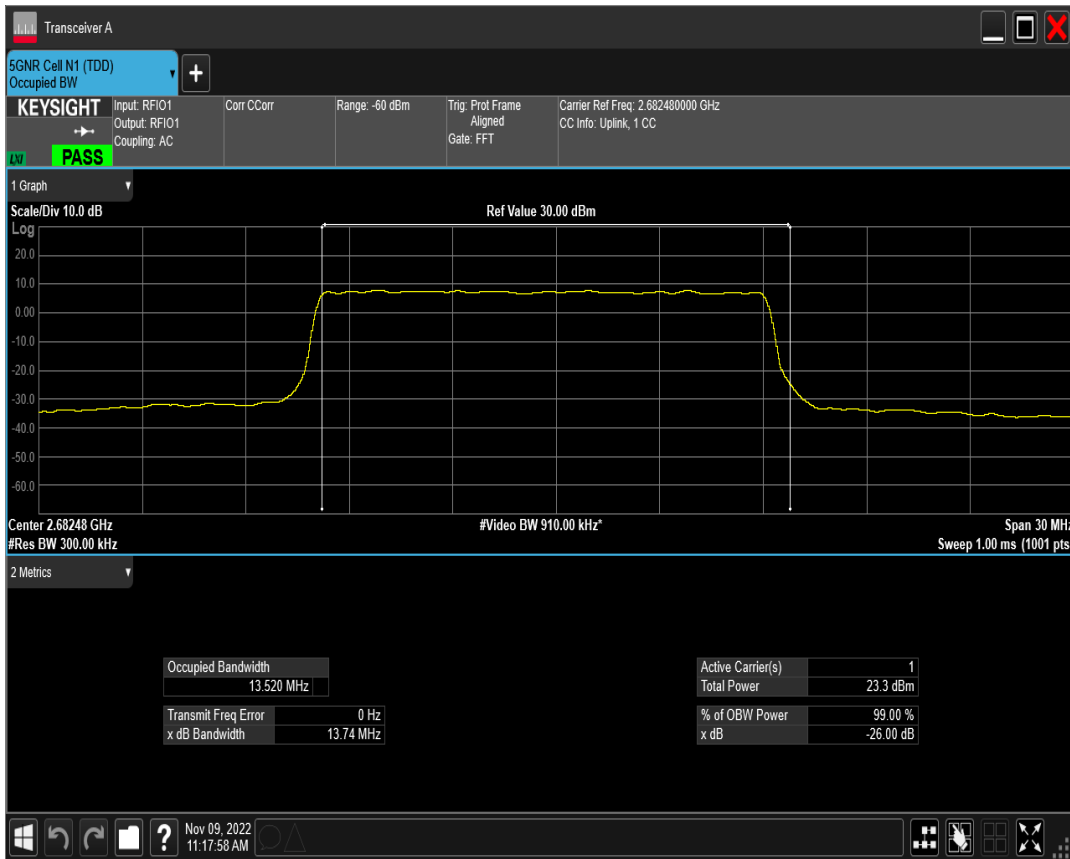 Transceiver A
5GNR Cell N1 (TDD)
Occupied BW
+
KEYSIGHT
LXI
PASS
Input: RFIO1
Output: RFIO1
Coupling: AC
Corr CCorr
Range: -60 dBm
Trig: Prot Frame
Aligned
Gate: FFT
Carrier Ref Freq: 2.682480000 GHz
CC Info: Uplink, 1 CC
1 Graph
Scale/Div 10.0 dB
Ref Value 30.00 dBm
Log
20.0
10.0
0.00
-10.0
-20.0
-30.0
-40.0
-50.0
-60.0
Center 2.68248 GHz
#Video BW 910.00 kHz*
Span 30 MHz
#Res BW 300.00 kHz
Sweep 1.00 ms (1001 pts
2 Metrics
Occupied Bandwidth
13.520 MHz
Transmit Freq Error 0 Hz
x dB Bandwidth 13.74 MHz
Active Carrier(s) 1
Total Power 23.3 dBm
% of OBW Power 99.00 %
x dB -26.00 dB
?
Nov 09, 2022
11:17:58 AM